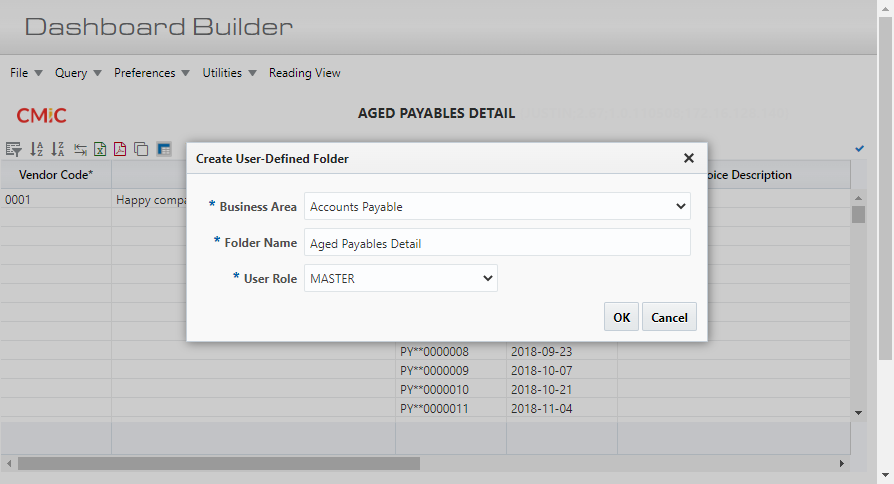 Dashboard Builder
File Query Preferences Utilities Reading View
CMiC
AGED PAYABLES DETAIL
Create User-Defined Folder
Vendor Code*
oice Description
0001
Happy compa
* Business Area Accounts Payable
* Folder Name Aged Payables Detail
* User Role MASTER
OK Cancel
PY**0000008 2018-09-23
PY**0000009 2018-10-07
PY**0000010 2018-10-21
PY**0000011 2018-11-04